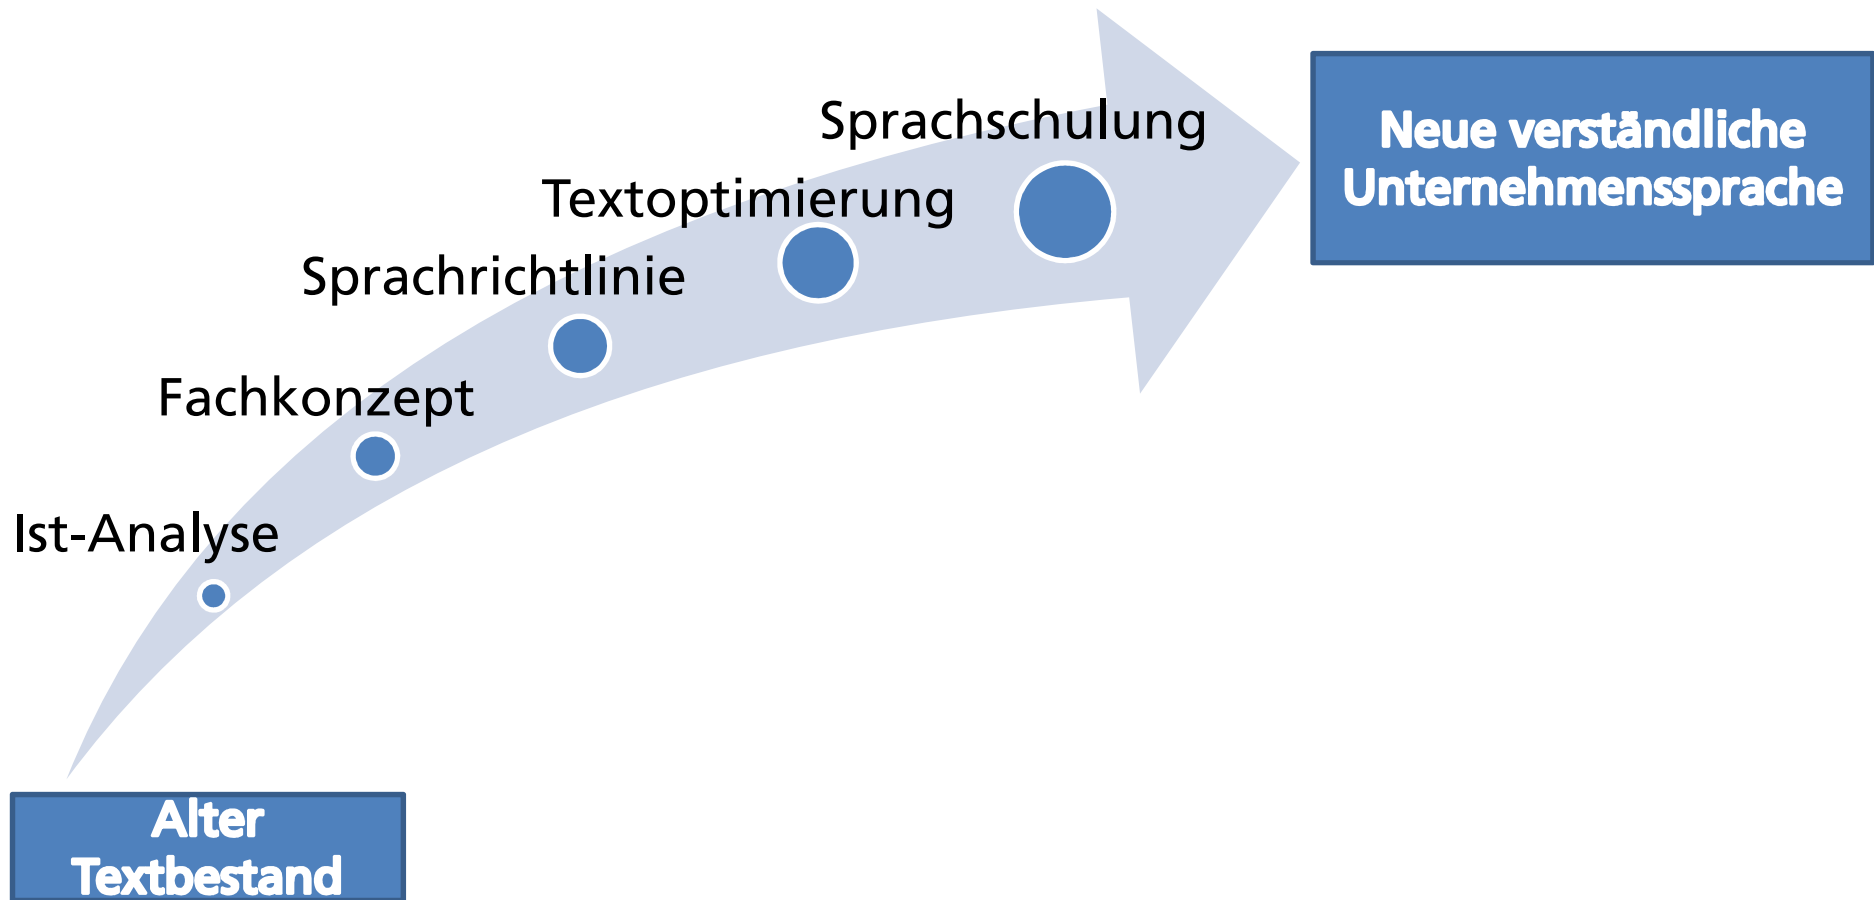 Sprachschulung
Neue verständliche
Unternehmenssprache
Textoptimierung
Sprachrichtlinie
Fachkonzept
Ist-Analyse
Alter
Textbestand